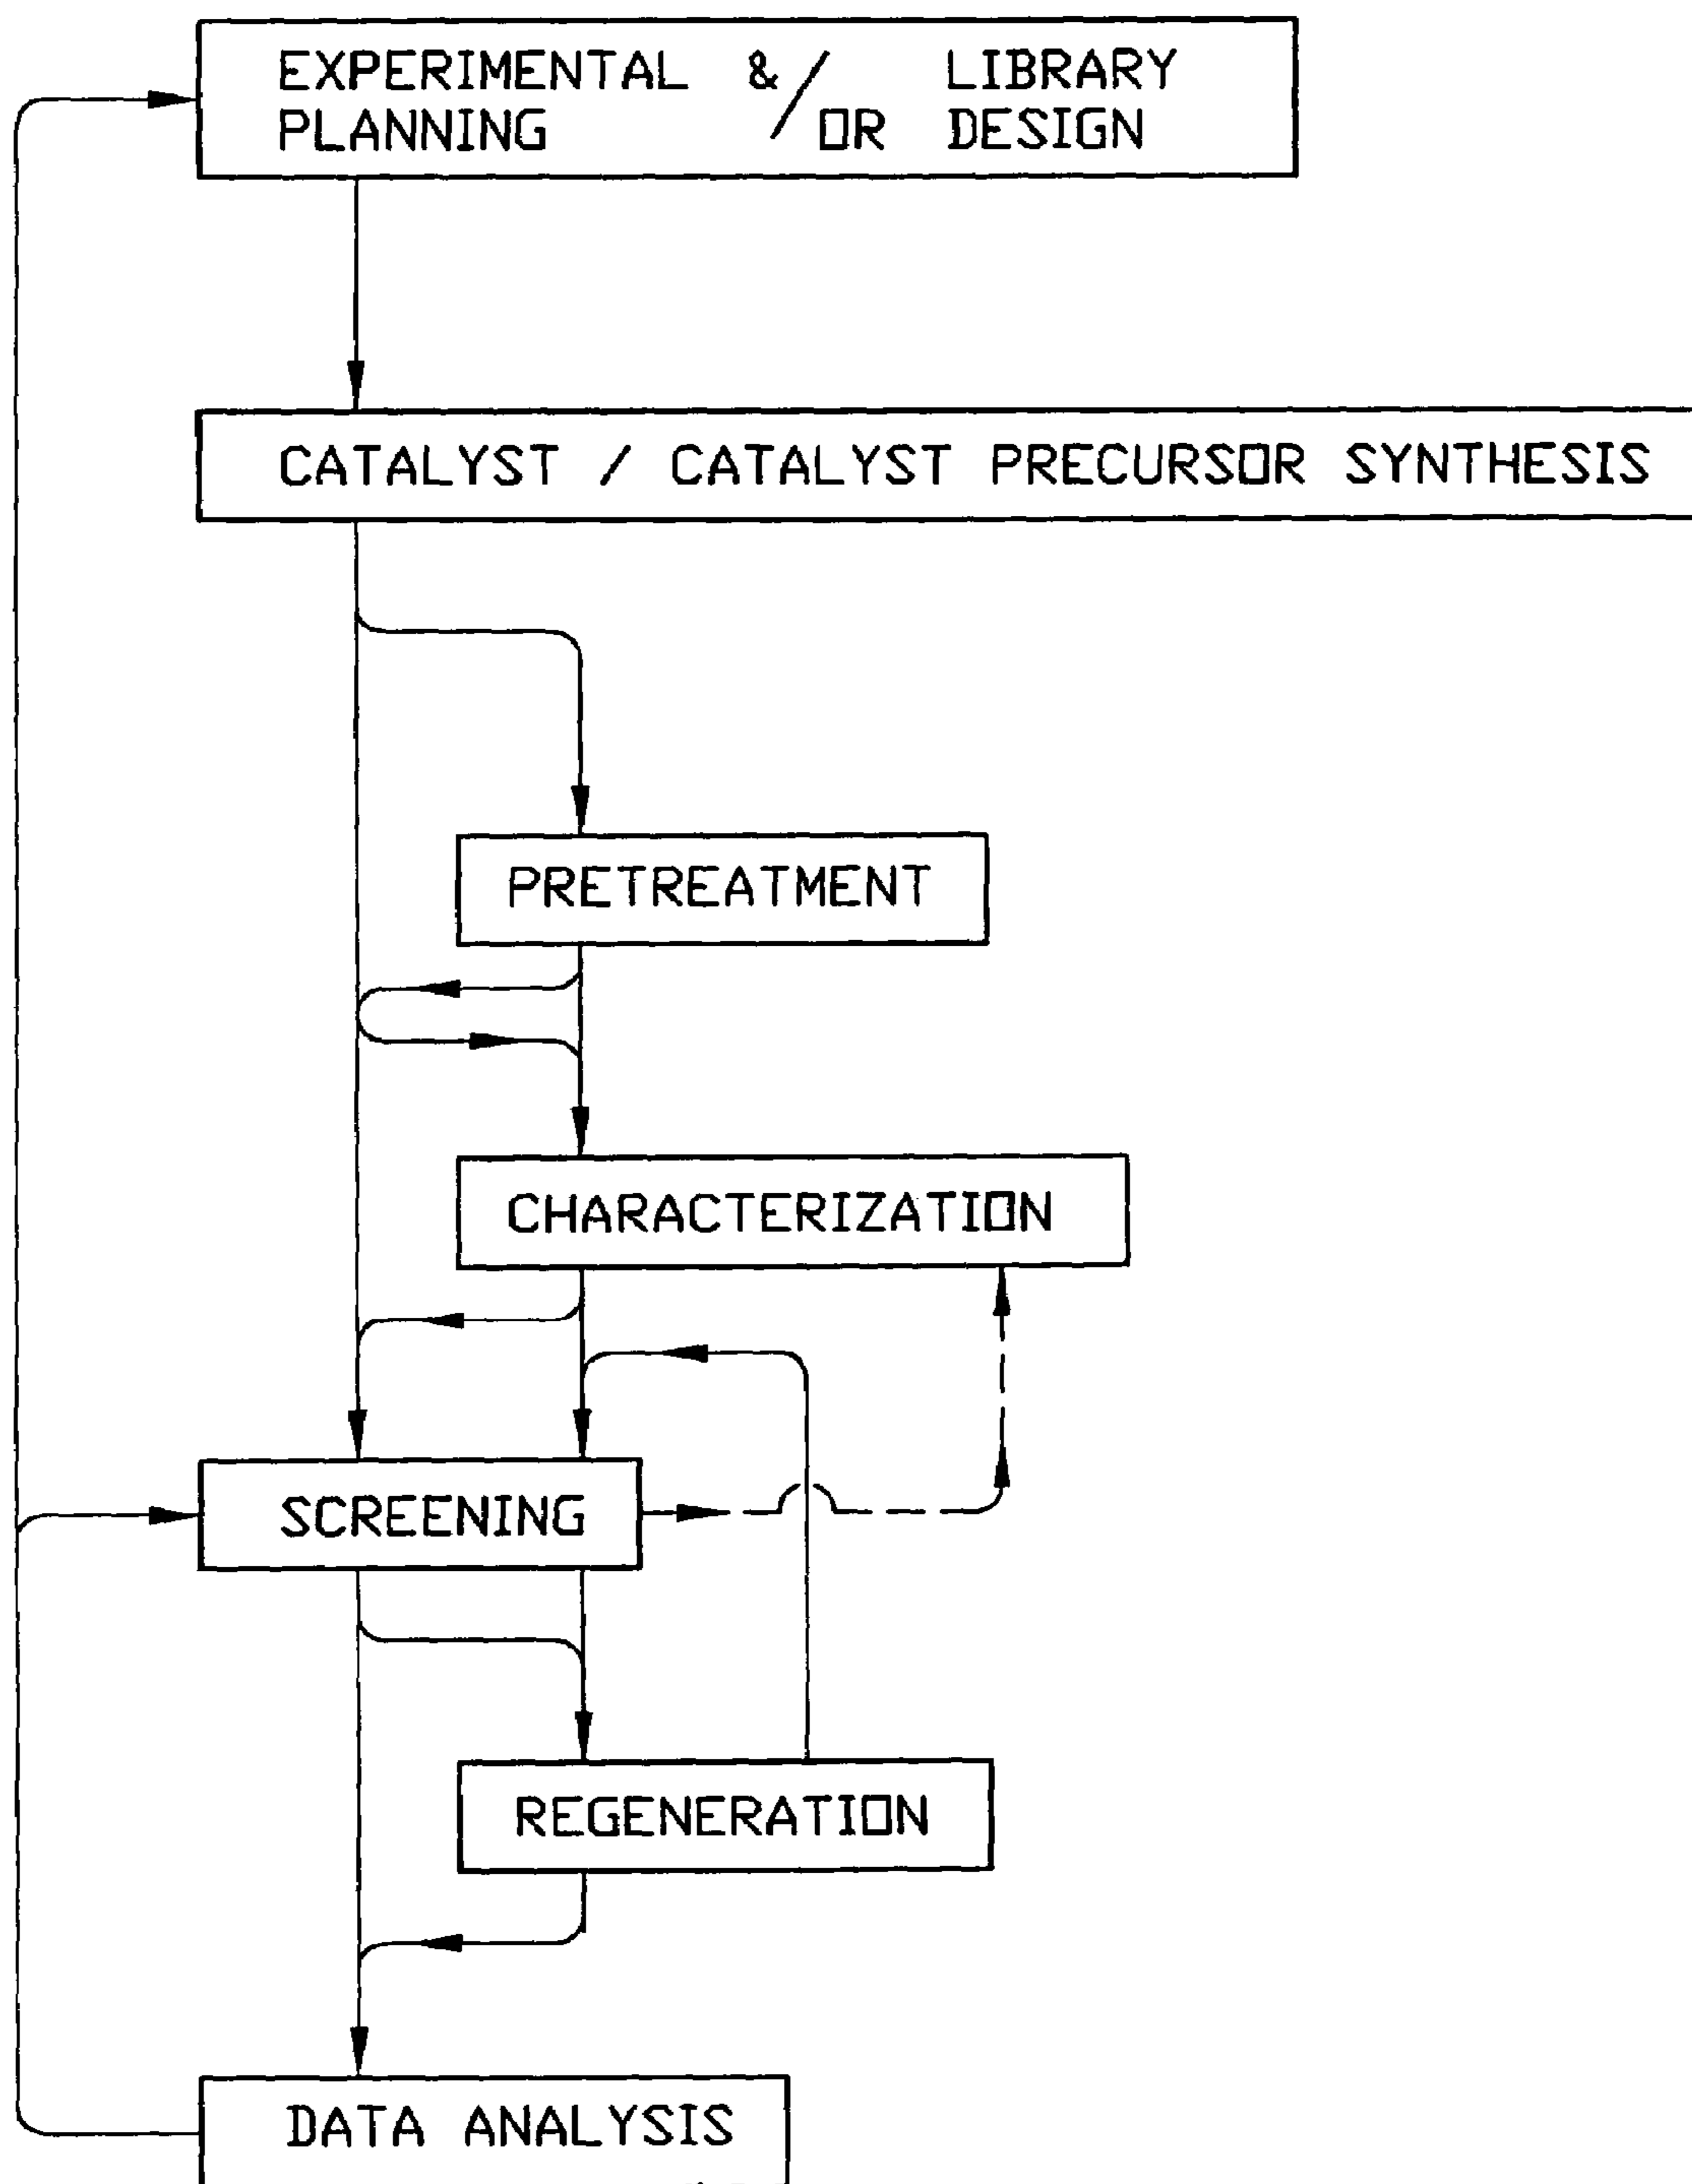 EXPERIMENTAL &/ LIBRARY
PLANNING OR DESIGN
CATALYST / CATALYST PRECURSOR SYNTHESIS
PRETREATMENT
CHARACTERIZATION
SCREENING
REGENERATION
DATA ANALYSIS